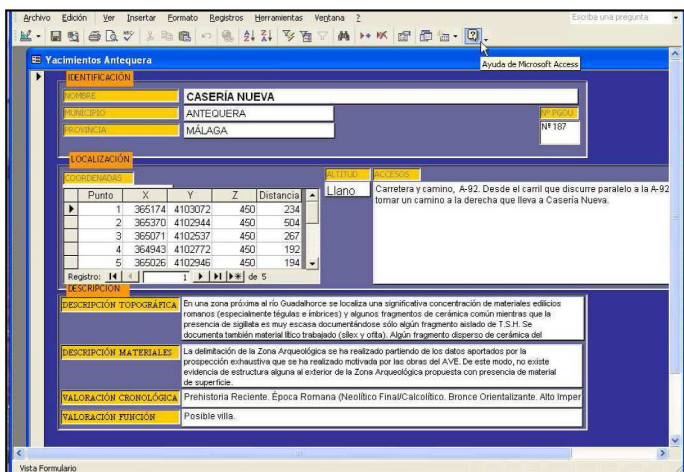 Archivo Edición Ver Insertar Formato Registros Herramientas Ventana ?
Escriba una pregunta
Ayuda de Microsoft Access
Yacimientos Antequera
IDENTIFICACIÓN
NOMBRE CASERÍA NUEVA
MUNICIPIO ANTEQUERA
Nº PGOU
PROVINCIA MÁLAGA
Nº 187
LOCALIZACIÓN
COORDENADAS
ALTITUD ACCESOS
Llano
Carretera y camino, A-92. Desde el carril que discurre paralelo a la A-92
tomar un camino a la derecha que lleva a Casería Nueva.
Punto X Y Z Distancia
1 365174 4103072 450 234
2 365370 4102944 450 504
3 365071 4102537 450 267
4 364943 4102772 450 192
5 365026 4102946 450 194
Registro: 1 de 5
DESCRIPCIÓN
DESCRIPCIÓN TOPOGRÁFICA
En una zona próxima al río Guadalhorce se localiza una significativa concentración de materiales edilicios
romanos (especialmente tégulas e ímbrices) y algunos fragmentos de cerámica común mientras que la
presencia de sigillata es muy escasa documentándose sólo algún fragmento aislado de T.S.H. Se
documenta también material lítico trabajado (sílex y ofita). Algún fragmento disperso de cerámica del
DESCRIPCIÓN MATERIALES
La delimitación de la Zona Arqueológica se ha realizado partiendo de los datos aportados por la
prospección exhaustiva que se ha realizado motivada por las obras del AVE. De este modo, no existe
evidencia de estructura alguna al exterior de la Zona Arqueológica propuesta con presencia de material
de superficie.
VALORACIÓN CRONOLÓGICA Prehistoria Reciente. Época Romana (Neolítico Final/Calcolítico. Bronce Orientalizante. Alto Imper
VALORACIÓN FUNCIÓN Posible villa.
Vista Formulario